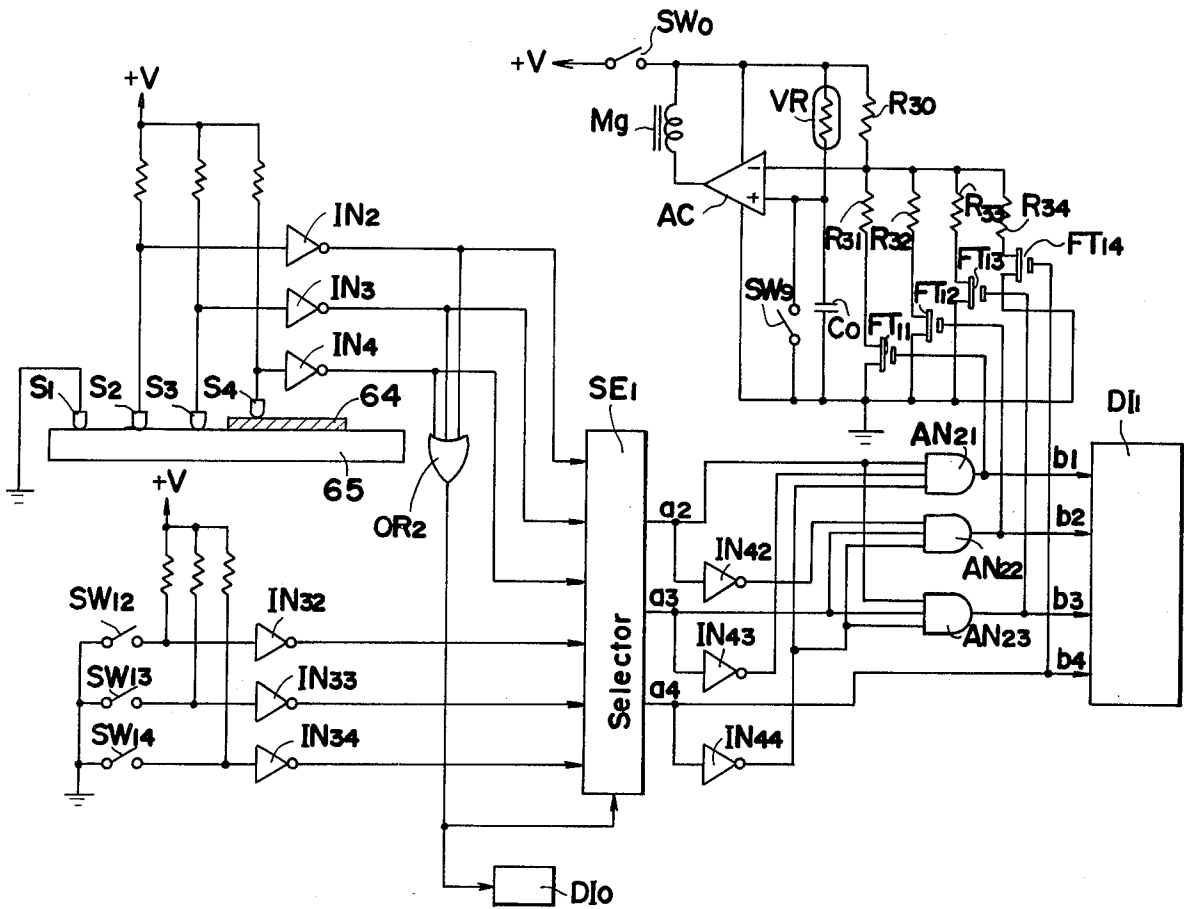 SW0
+V
+V
VR
R30
Mg
AC
R31
R32
R33
R34
FT14
FT13
FT12
FT11
SW9
C0
IN2
IN3
IN4
S1
S2
S3
S4
64
65
SE1
DI1
AN21
b1
+V
OR2
a2
b2
IN42
AN22
SW12
IN32
a3
b3
AN23
IN43
SW13
IN33
Selector
a4
b4
SW14
IN34
IN44
DI0